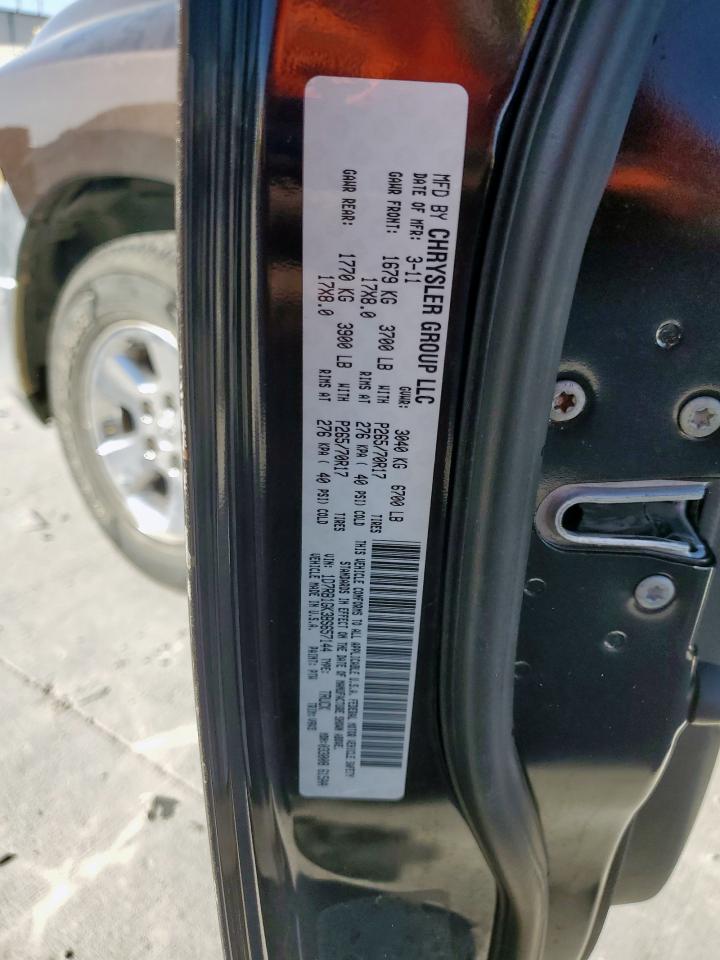 MFD BY CHRYSLER GROUP LLC
DATE OF MFR: 3-11 GVWR: 3040 KG 6700 LB
GAWR FRONT: 1679 KG 3700 LB WITH P265/70R17 TIRES
17X8.0 RIMS AT 276 KPA ( 40 PSI) COLD
GAWR REAR: 1770 KG 3900 LB WITH P265/70R17 TIRES
17X8.0 RIMS AT 276 KPA ( 40 PSI) COLD
THIS VEHICLE CONFORMS TO ALL APPLICABLE U.S.A. FEDERAL MOTOR VEHICLE SAFETY
STANDARDS IN EFFECT ON THE DATE OF MANUFACTURE SHOWN ABOVE.
VIN: 1D7RB1GK3BS657144 TYPE: TRUCK
VEHICLE MADE IN U.S.A. PAINT: TRIM: